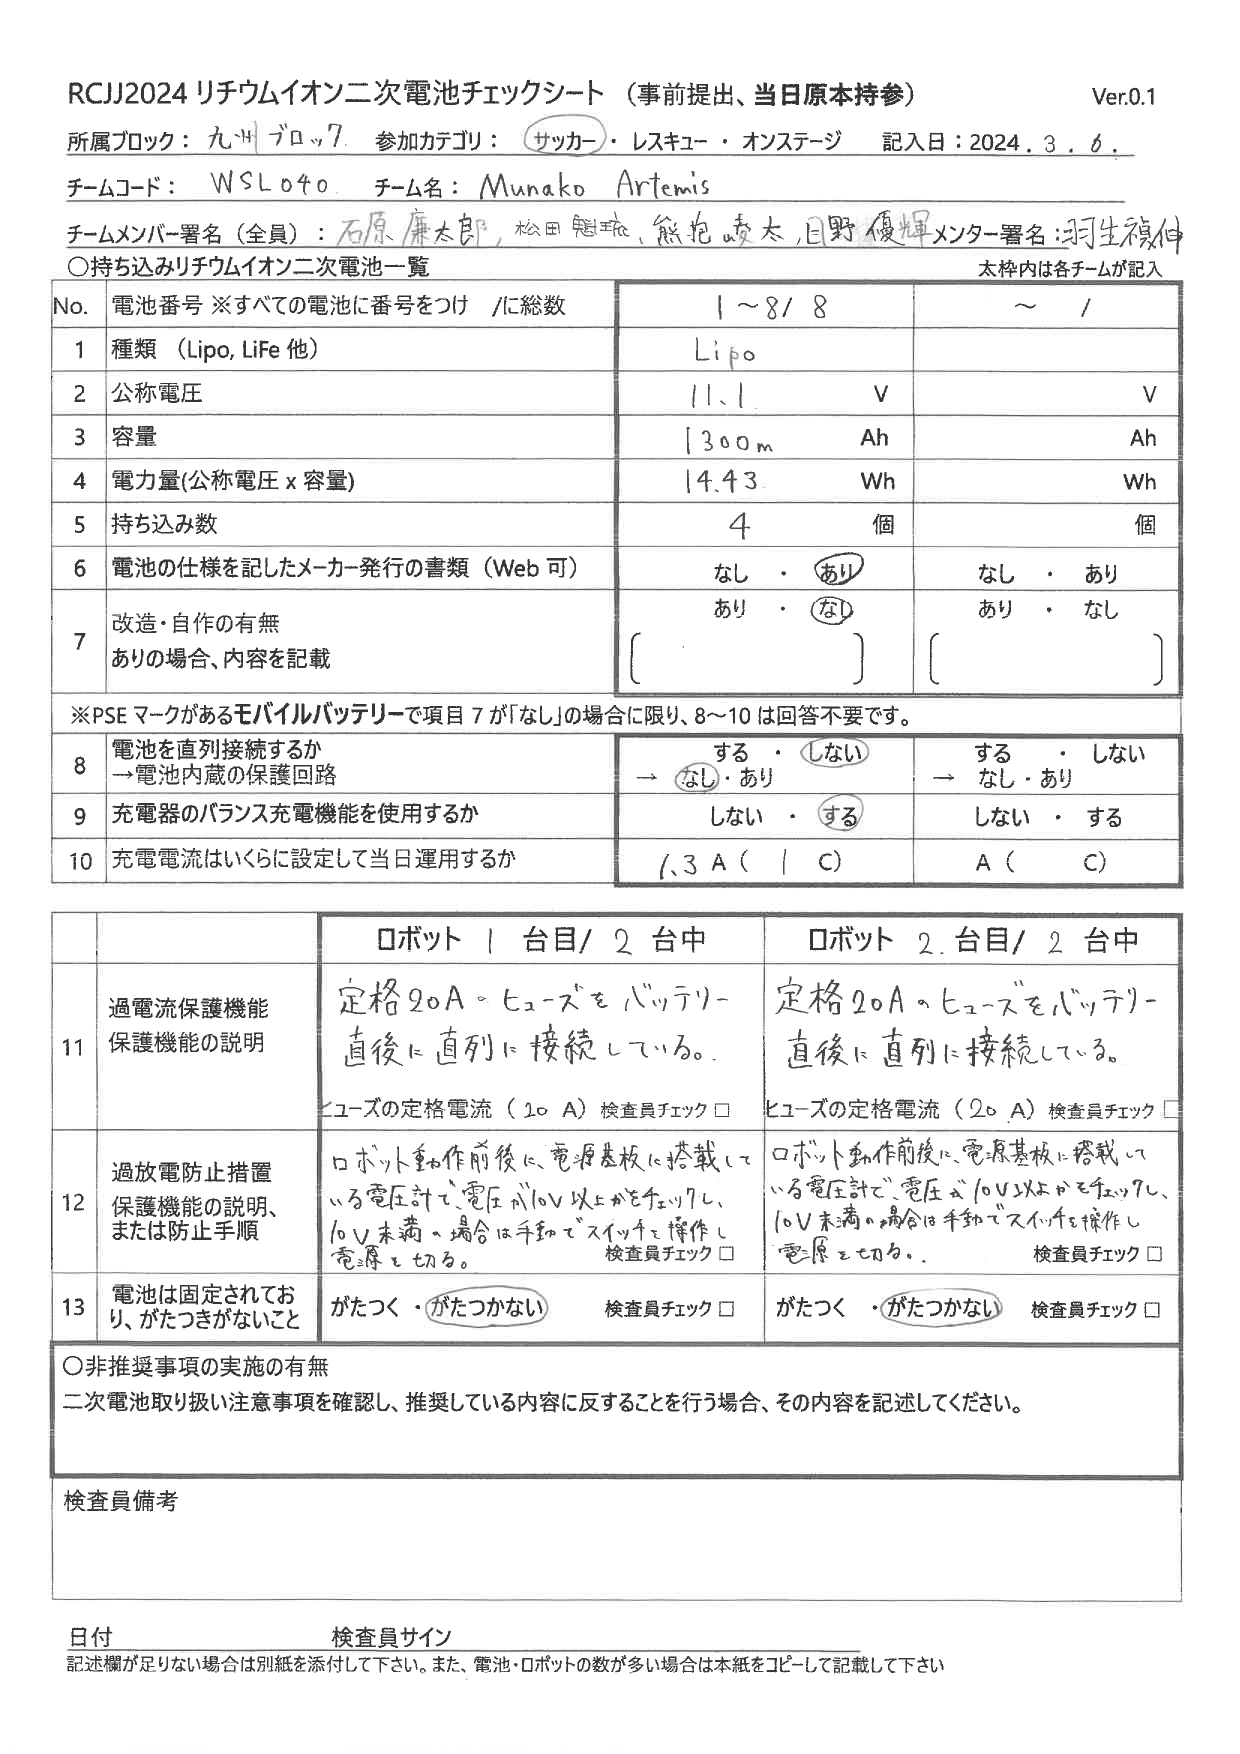 RCJJ2024 リチウムイオン二次電池チェックシート (事前提出、当日原本持参) Ver.0.1
所属ブロック: 九州ブロック 参加カテゴリ: サッカー・レスキュー・オンステージ 記入日:2024.3.6.
チームコード: WSL040 チーム名: Munako Artemis
チームメンバー署名(全員): 石原 廉太郎, 松田, 熊抱 崚太, 日野 優輝 メンター署名:羽生禎伸
〇持ち込みリチウムイオン二次電池一覧 太枠内は各チームが記入
No. 電池番号 ※すべての電池に番号をつけ /に総数 1~8/ 8 ~ /
1 種類 (Lipo, LiFe 他) Lipo
2 公称電圧 11.1 V V
3 容量 1300m Ah Ah
4 電力量(公称電圧 x 容量) 14.43 Wh Wh
5 持ち込み数 4 個 個
6 電池の仕様を記したメーカー発行の書類(Web 可) なし ・ あり なし ・ あり
7 改造・自作の有無 あり ・ なし あり ・ なし
ありの場合、内容を記載 [ ] [ ]
※PSE マークがあるモバイルバッテリーで項目 7 が「なし」の場合に限り、8~10 は回答不要です。
8 電池を直列接続するか する ・ しない する ・ しない
→電池内蔵の保護回路 → なし・あり → なし・あり
9 充電器のバランス充電機能を使用するか しない ・ する しない ・ する
10 充電電流はいくらに設定して当日運用するか 1.3 A ( 1 C) A ( C)
ロボット 1 台目/ 2 台中 ロボット 2. 台目/ 2 台中
11 過電流保護機能
保護機能の説明
定格20Aのヒューズをバッテリー
直後に直列に接続している。
ヒューズの定格電流(20 A)検査員チェック □
定格20Aのヒューズをバッテリー
直後に直列に接続している。
ヒューズの定格電流(20 A)検査員チェック □
12 過放電防止措置
保護機能の説明、
または防止手順
ロボット動作前後に、電源基板に搭載して
いる電圧計で、電圧が10V以上かをチェックし、
10V未満の場合は手動でスイッチを操作し
電源を切る。 検査員チェック □
ロボット動作前後に、電源基板に搭載して
いる電圧計で、電圧が10V以上かをチェックし、
10V未満の場合は手動でスイッチを操作し
電源を切る。 検査員チェック □
13 電池は固定されてお
り、がたつきがないこと
がたつく ・がたつかない 検査員チェック □
がたつく ・がたつかない 検査員チェック □
〇非推奨事項の実施の有無
二次電池取り扱い注意事項を確認し、推奨している内容に反することを行う場合、その内容を記述してください。
検査員備考
日付 検査員サイン
記述欄が足りない場合は別紙を添付して下さい。また、電池・ロボットの数が多い場合は本紙をコピーして記載して下さい